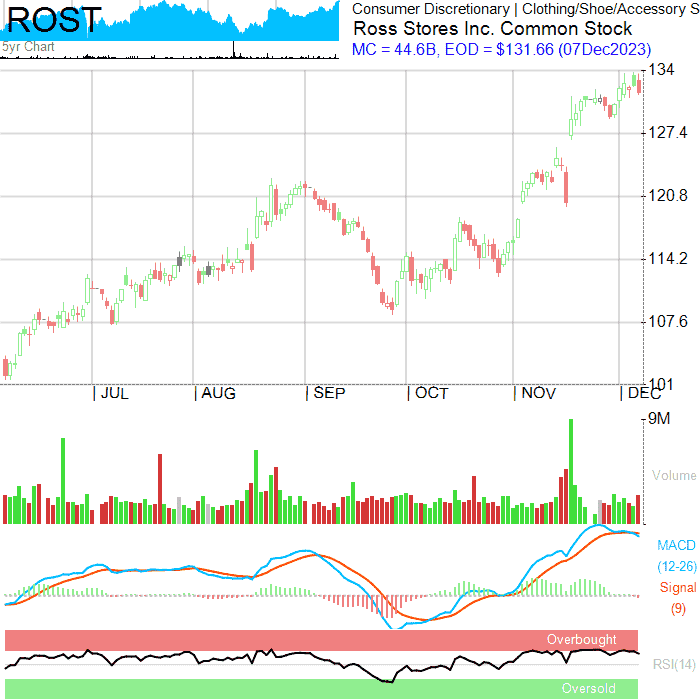 ROST
5yr Chart
Consumer Discretionary | Clothing/Shoe/Accessory S
Ross Stores Inc. Common Stock
MC = 44.6B, EOD = $131.66 (07Dec2023)
134
127.4
120.8
114.2
107.6
101
JUL
AUG
SEP
OCT
NOV
DEC
9M
Volume
MACD
(12-26)
Signal
(9)
Overbought
RSI(14)
Oversold